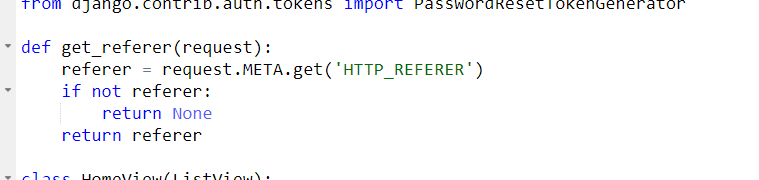 from django.contrib.auth.tokens import PasswordResetTokenGenerator
def get_referer(request):
    referer = request.META.get('HTTP_REFERER')
    if not referer:
        return None
    return referer
class HomeView(ListView):